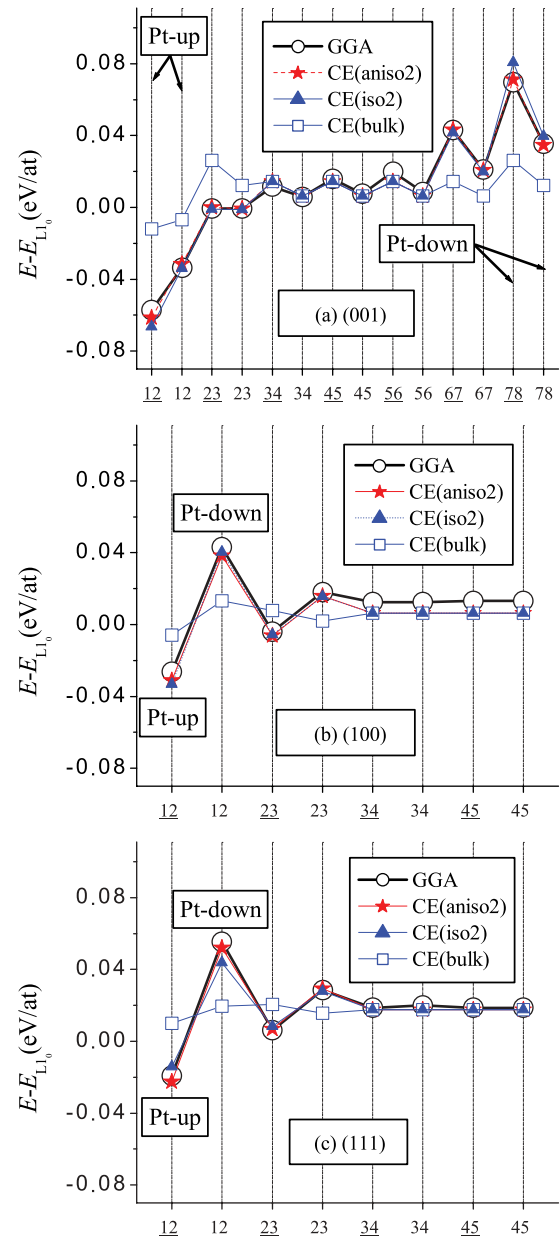 0.08
0.04
0.00
-0.04
-0.08
E-E_{L1_0} (eV/at)
Pt-up
GGA
CE(aniso2)
CE(iso2)
CE(bulk)
Pt-down
(a) (001)
12 12 23 23 34 34 45 45 56 56 67 67 78 78
0.08
0.04
0.00
-0.04
-0.08
E-E_{L1_0} (eV/at)
GGA
CE(aniso2)
CE(iso2)
CE(bulk)
Pt-down
Pt-up
(b) (100)
12 12 23 23 34 34 45 45
0.08
0.04
0.00
-0.04
-0.08
E-E_{L1_0} (eV/at)
GGA
CE(aniso2)
CE(iso2)
CE(bulk)
Pt-down
Pt-up
(c) (111)
12 12 23 23 34 34 45 45